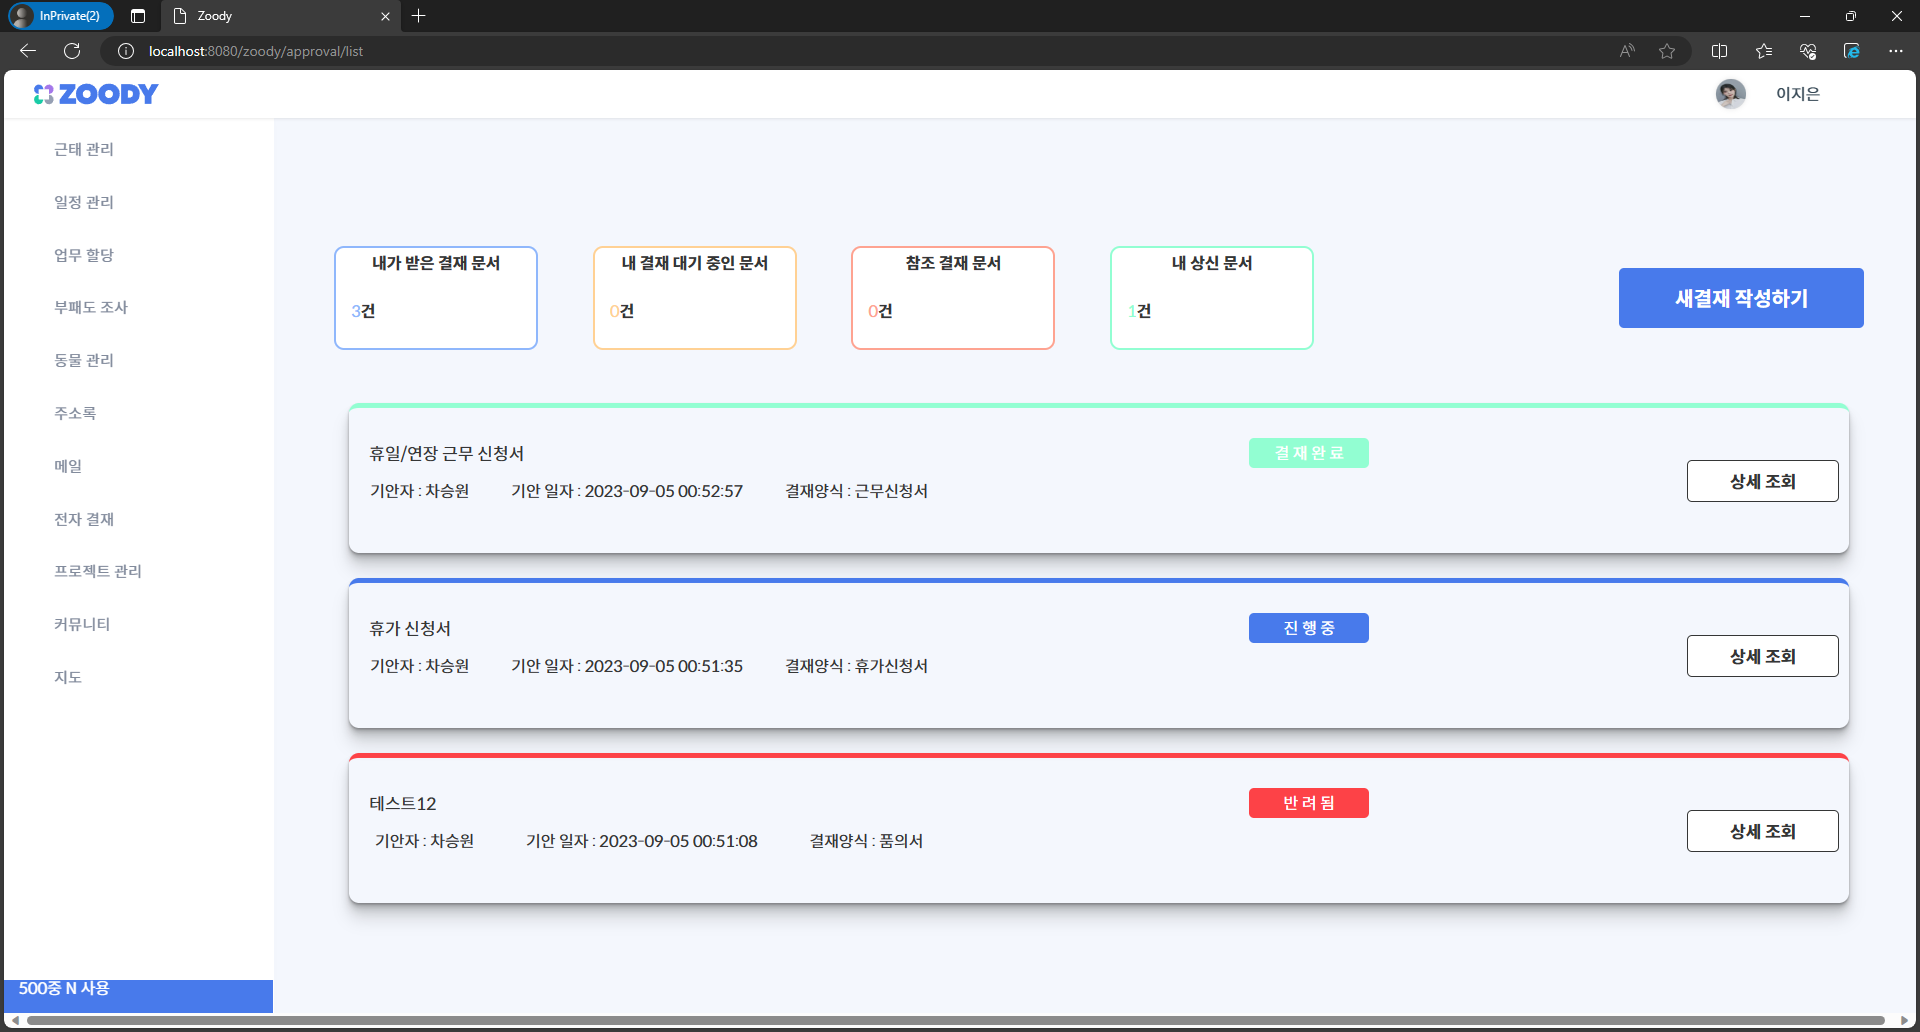 InPrivate(2)
Zoody
localhost:8080/zoody/approval/list
ZOODY
이지은
근태 관리
일정 관리
업무 할당
부패도 조사
동물 관리
주소록
메일
전자 결재
프로젝트 관리
커뮤니티
지도
500중 N 사용
내가 받은 결재 문서
3건
내 결재 대기 중인 문서
0건
참조 결재 문서
0건
내 상신 문서
1건
새결재 작성하기
휴일/연장 근무 신청서
결재완료
기안자 : 차승원 기안 일자 : 2023-09-05 00:52:57 결재양식 : 근무신청서
상세 조회
휴가 신청서
진행중
기안자 : 차승원 기안 일자 : 2023-09-05 00:51:35 결재양식 : 휴가신청서
상세 조회
테스트12
반려됨
기안자 : 차승원 기안 일자 : 2023-09-05 00:51:08 결재양식 : 품의서
상세 조회